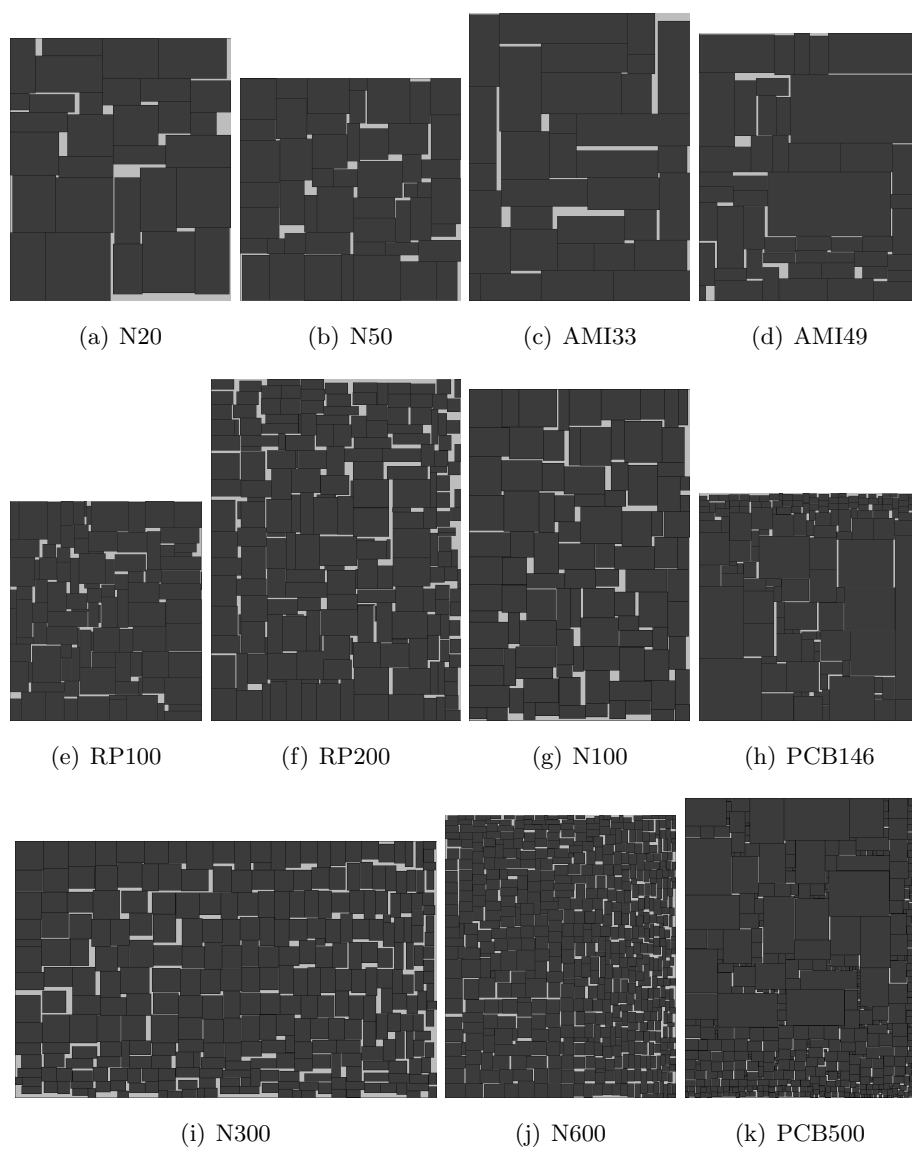 (a) N20
(b) N50
(c) AMI33
(d) AMI49
(e) RP100
(f) RP200
(g) N100
(h) PCB146
(i) N300
(j) N600
(k) PCB500